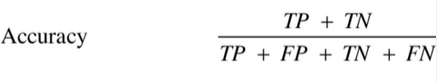 Accuracy
TP + TN
TP + FP + TN + FN